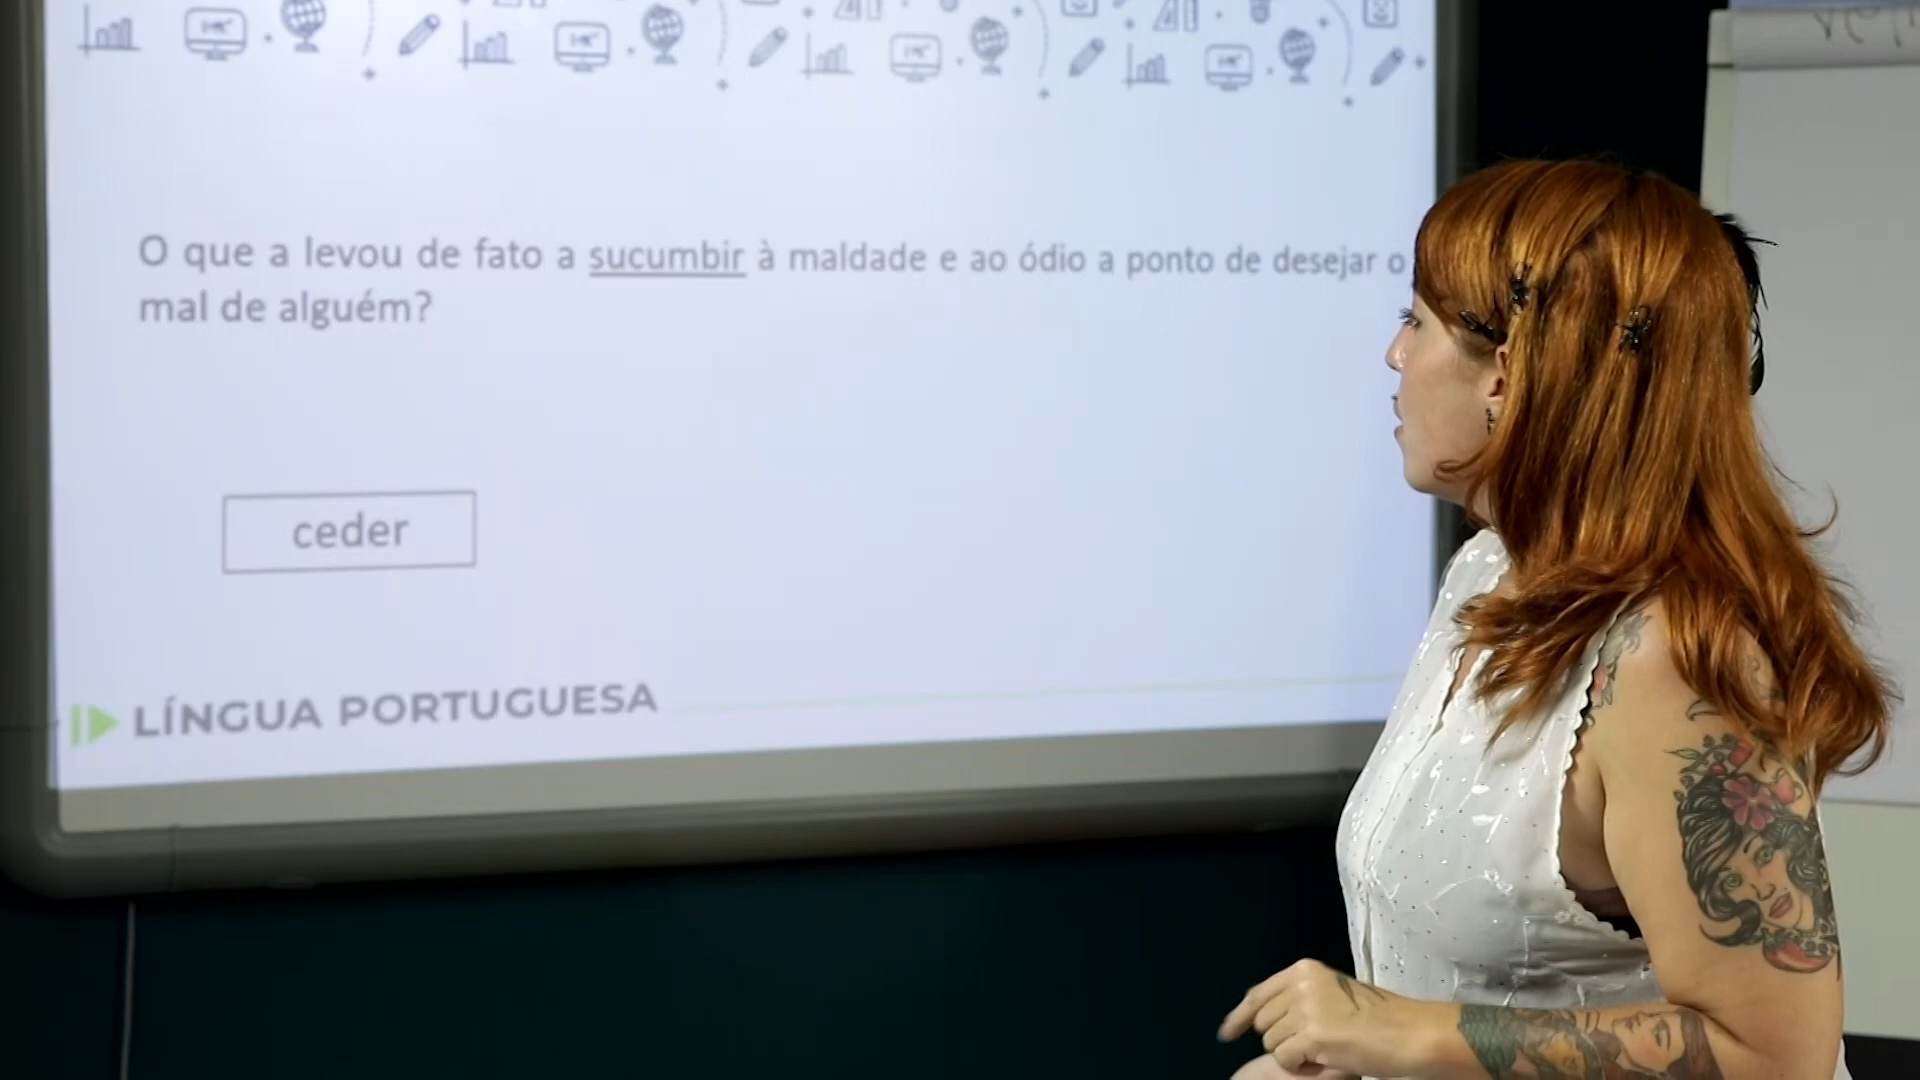 O que a levou de fato a sucumbir à maldade e ao ódio a ponto de desejar o
mal de alguém?
ceder
LÍNGUA PORTUGUESA